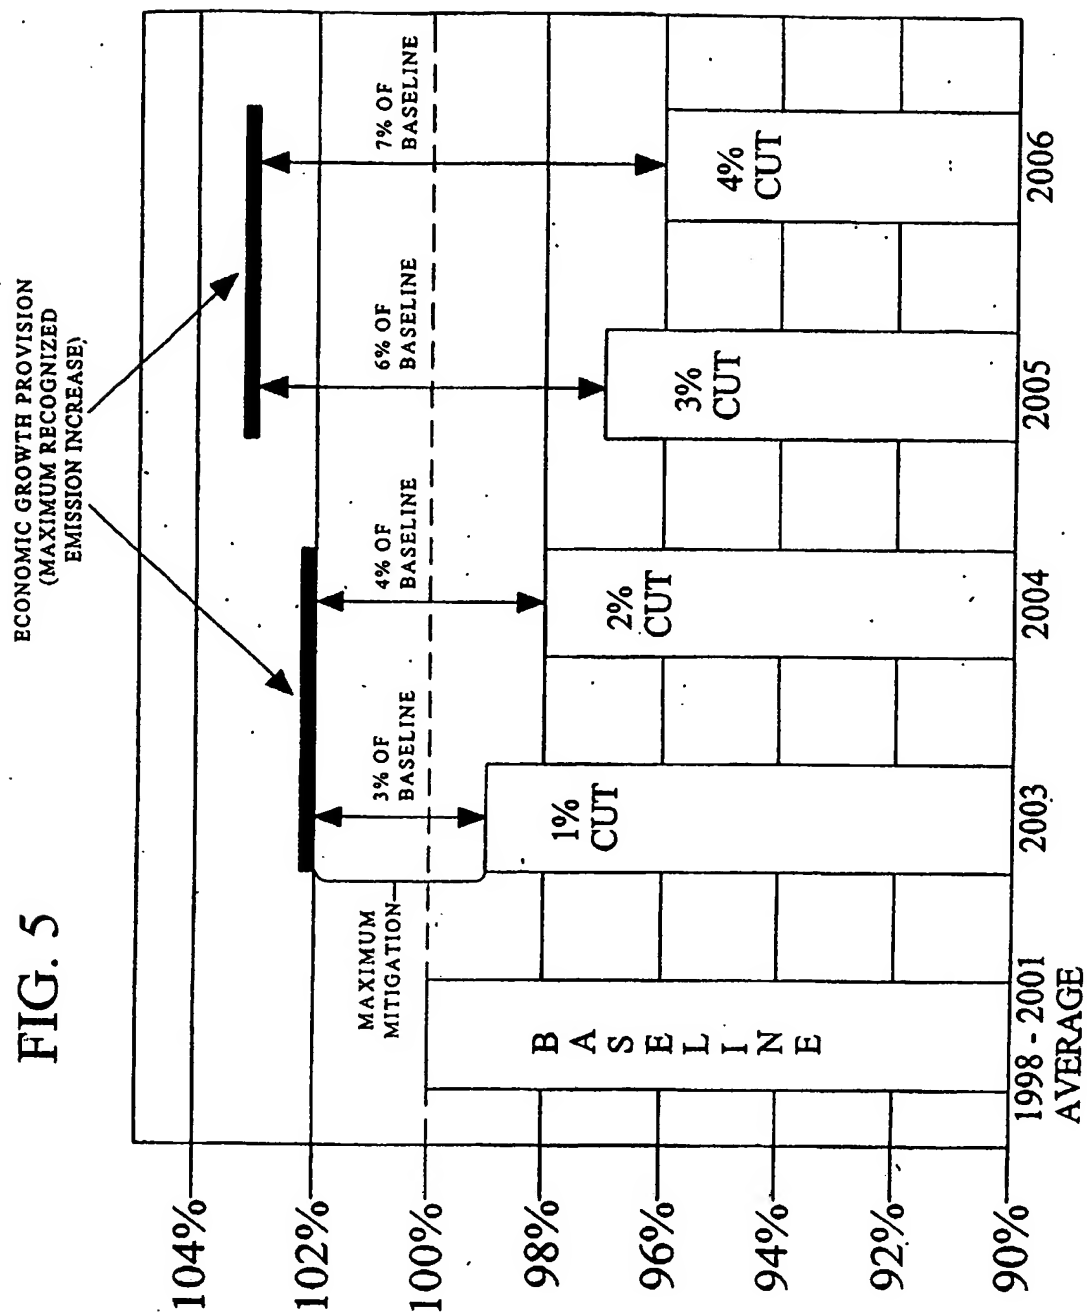 FIG. 5
ECONOMIC GROWTH PROVISION
(MAXIMUM RECOGNIZED
EMISSION INCREASE)
104%
102%
100%
98%
96%
94%
92%
90%
MAXIMUM
MITIGATION
3% OF
BASELINE
4% OF
BASELINE
6% OF
BASELINE
7% OF
BASELINE
B
A
S
E
L
I
N
E
1%
CUT
2%
CUT
3%
CUT
4%
CUT
1998 - 2001
AVERAGE
2003
2004
2005
2006